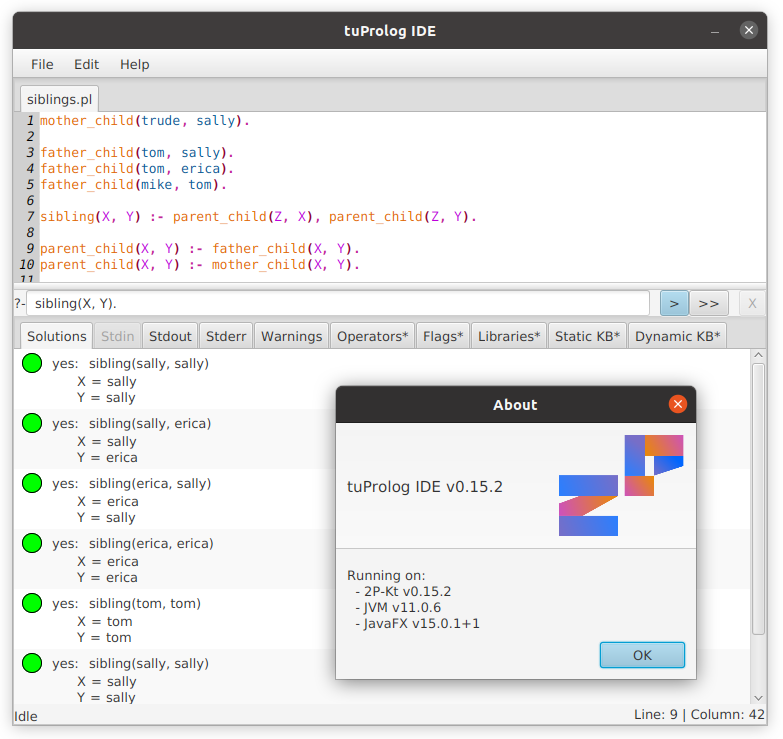 tuProlog IDE
File Edit Help
siblings.pl
1 mother_child(trude, sally).
2
3 father_child(tom, sally).
4 father_child(tom, erica).
5 father_child(mike, tom).
6
7 sibling(X, Y) :- parent_child(Z, X), parent_child(Z, Y).
8
9 parent_child(X, Y) :- father_child(X, Y).
10 parent_child(X, Y) :- mother_child(X, Y).
11
?- sibling(X, Y). > >> X
Solutions Stdin Stdout Stderr Warnings Operators* Flags* Libraries* Static KB* Dynamic KB*
yes: sibling(sally, sally)
X = sally
Y = sally
yes: sibling(sally, erica)
X = sally
Y = erica
yes: sibling(erica, sally)
X = erica
Y = sally
yes: sibling(erica, erica)
X = erica
Y = erica
yes: sibling(tom, tom)
X = tom
Y = tom
yes: sibling(sally, sally)
X = sally
Y = sally
About
tuProlog IDE v0.15.2
Running on:
- 2P-Kt v0.15.2
- JVM v11.0.6
- JavaFX v15.0.1+1
OK
Idle
Line: 9 | Column: 42